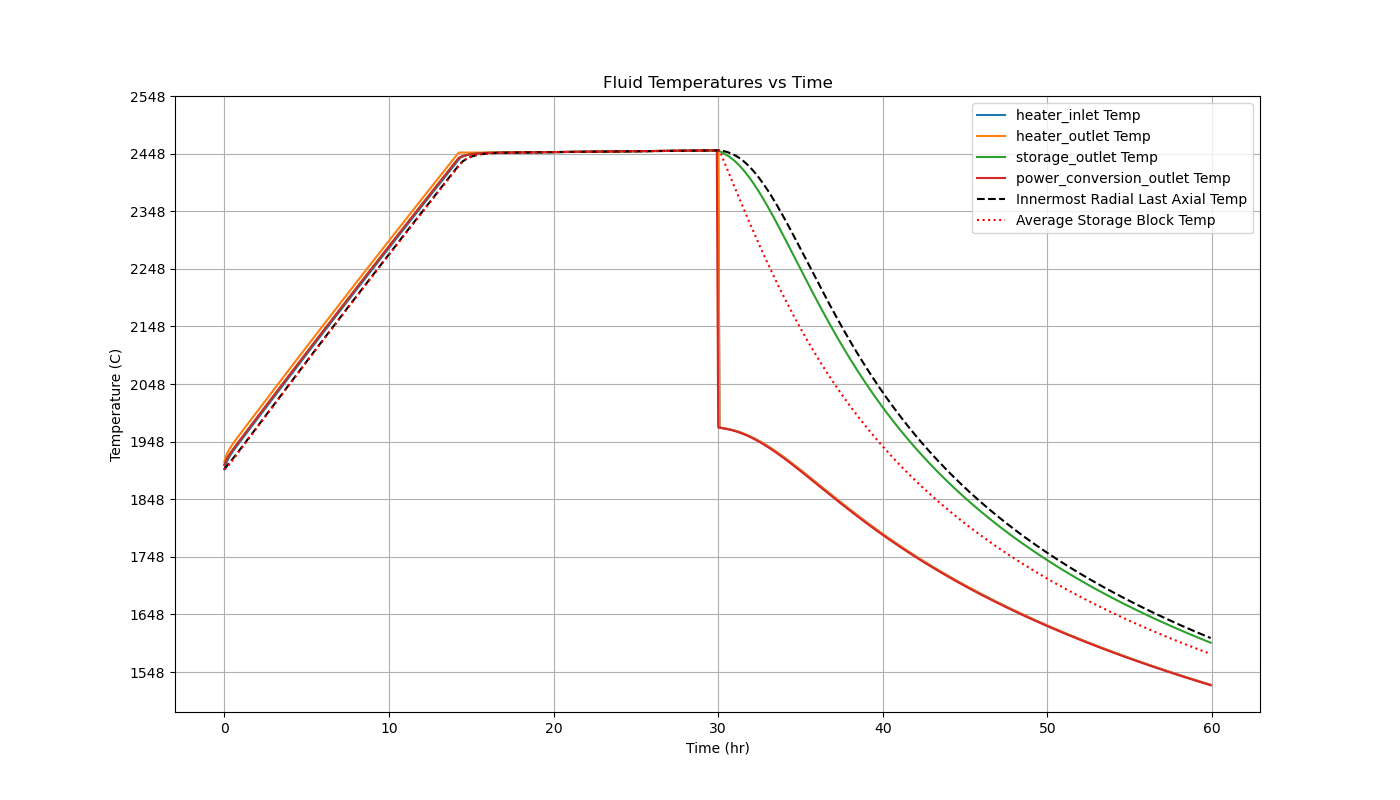 Fluid Temperatures vs Time
2548
2448
2348
2248
2148
2048
1948
1848
1748
1648
1548
Temperature (C)
heater_inlet Temp
heater_outlet Temp
storage_outlet Temp
power_conversion_outlet Temp
Innermost Radial Last Axial Temp
Average Storage Block Temp
0 10 20 30 40 50 60
Time (hr)